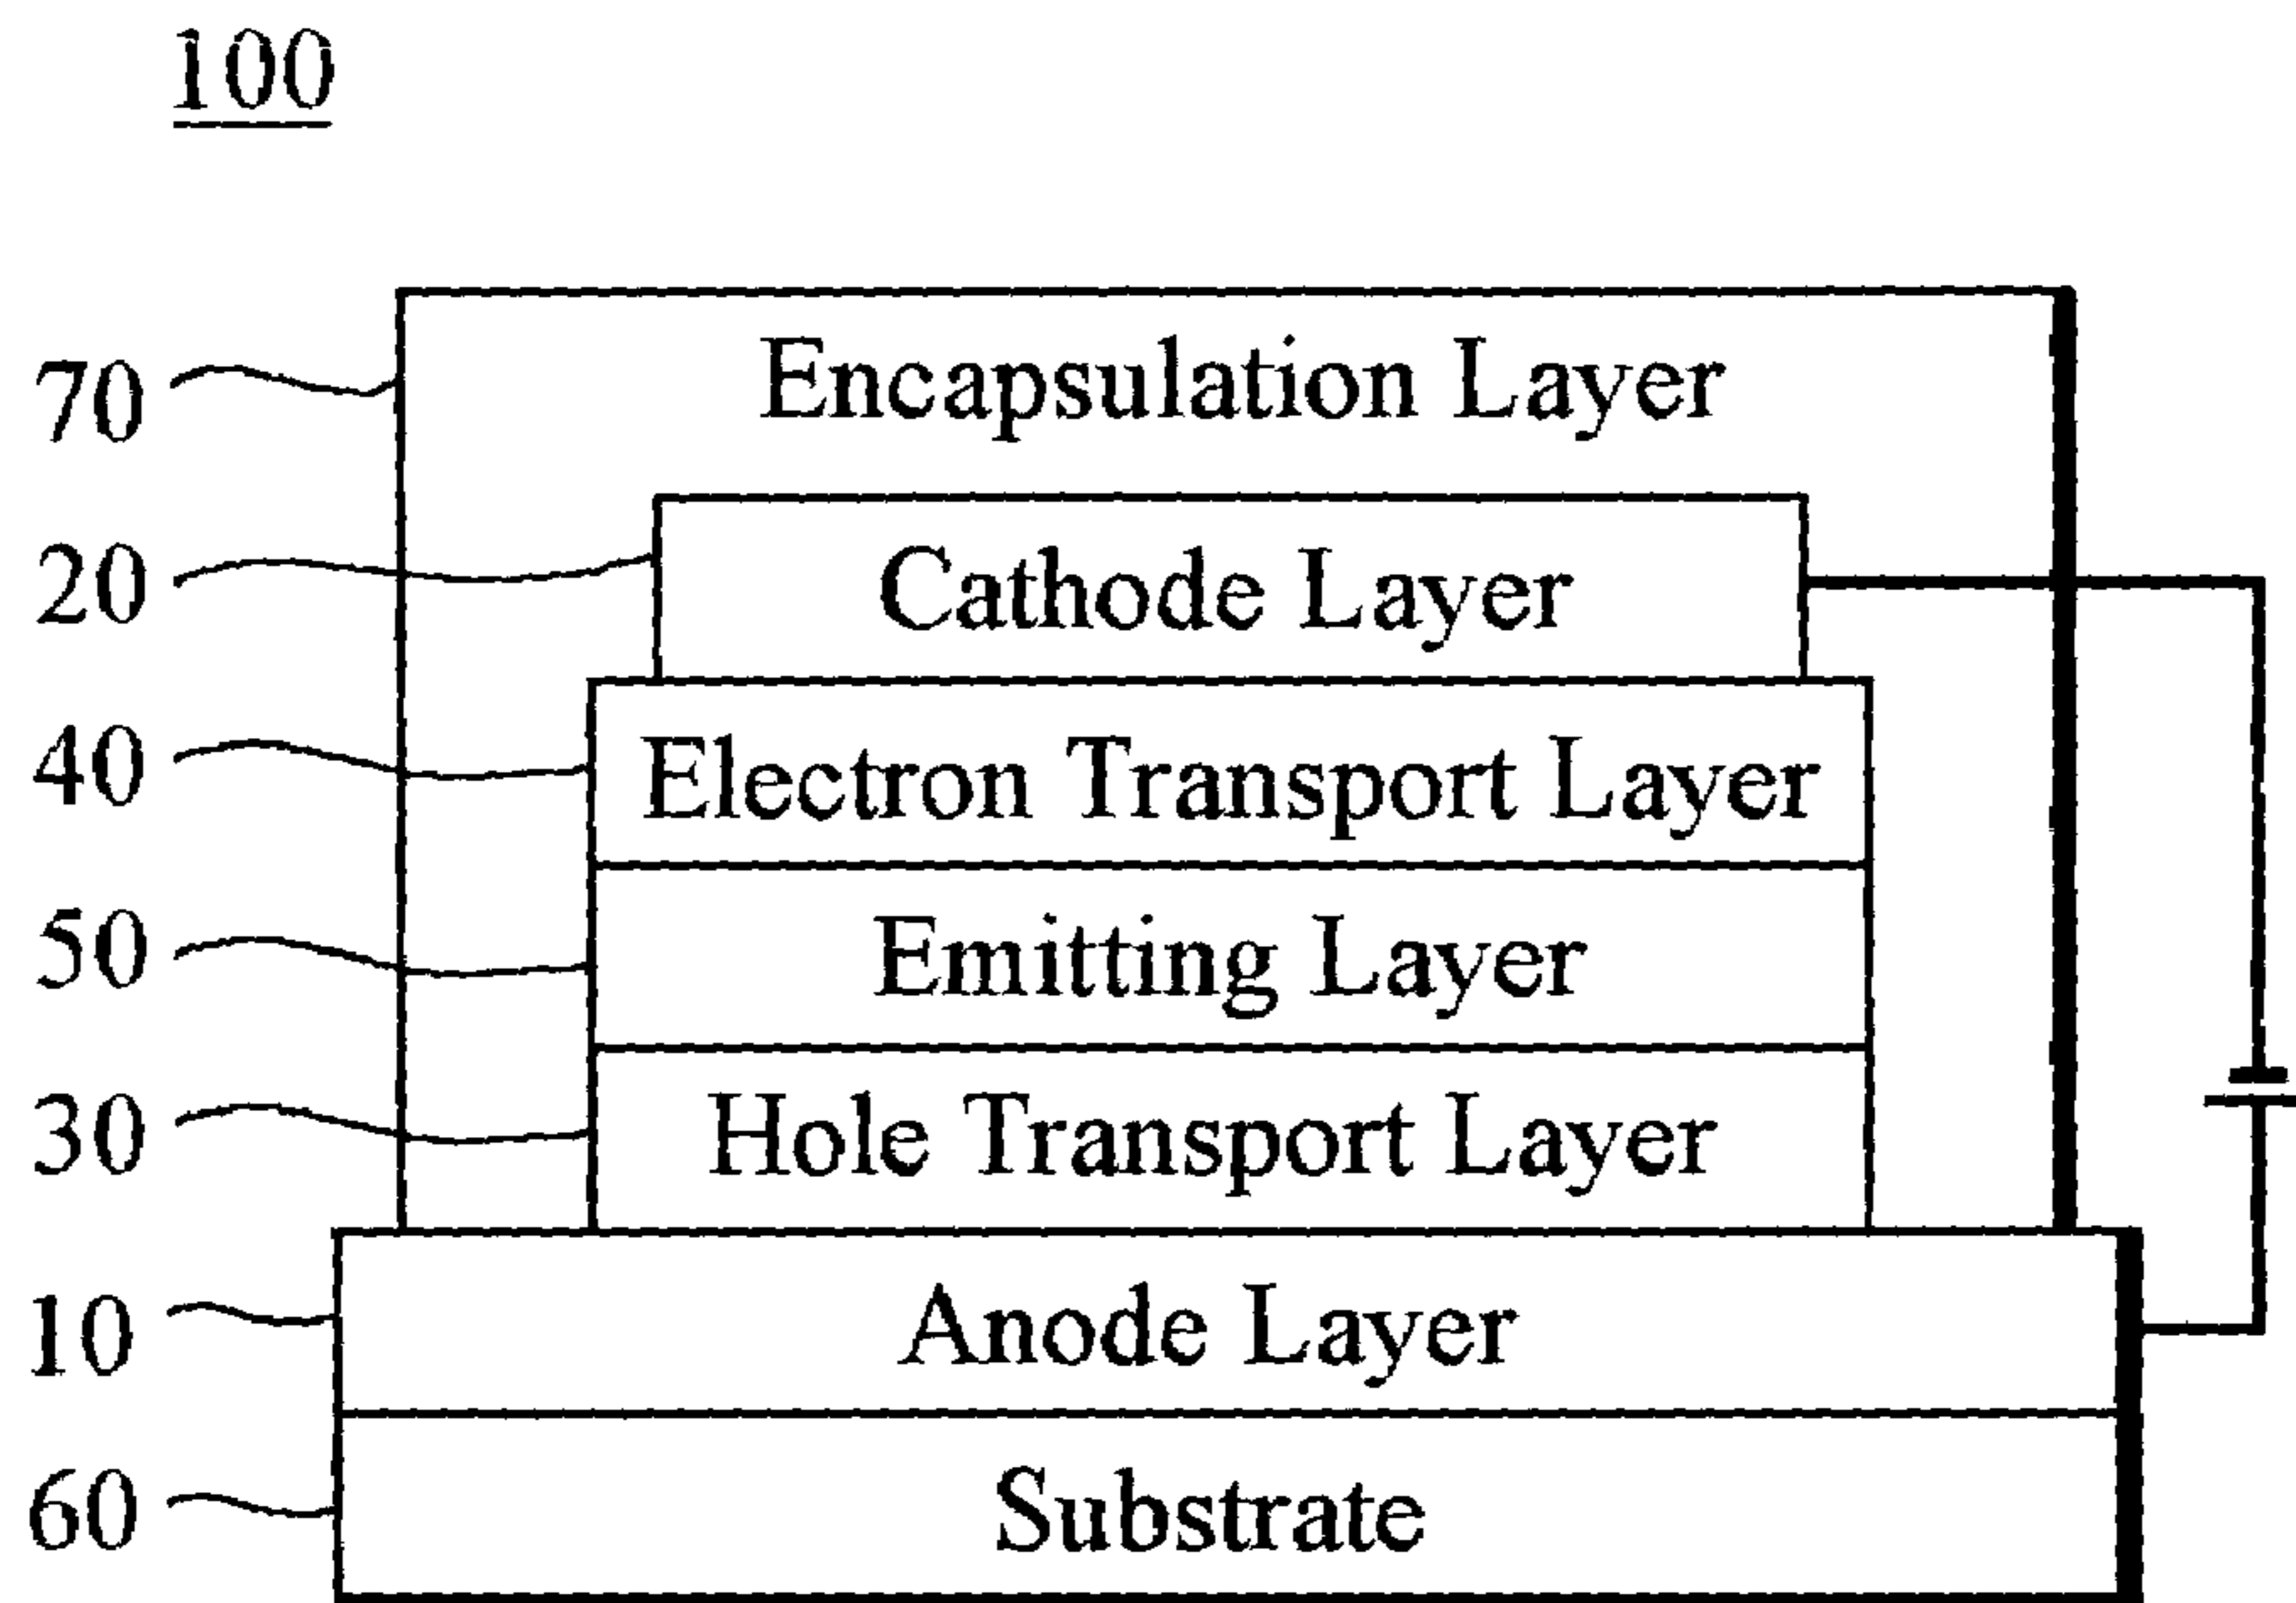 100
70 Encapsulation Layer
20 Cathode Layer
40 Electron Transport Layer
50 Emitting Layer
30 Hole Transport Layer
10 Anode Layer
60 Substrate